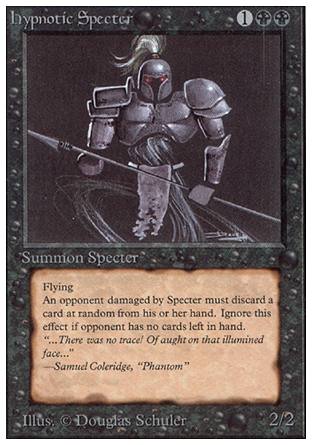 Hypnotic Specter 1
Summon Specter
Flying
An opponent damaged by Specter must discard a
card at random from his or her hand. Ignore this
effect if opponent has no cards left in hand.
“...There was no trace! Of aught on that illumined
face...”
—Samuel Coleridge, “Phantom”
Illus. © Douglas Schuler 2/2